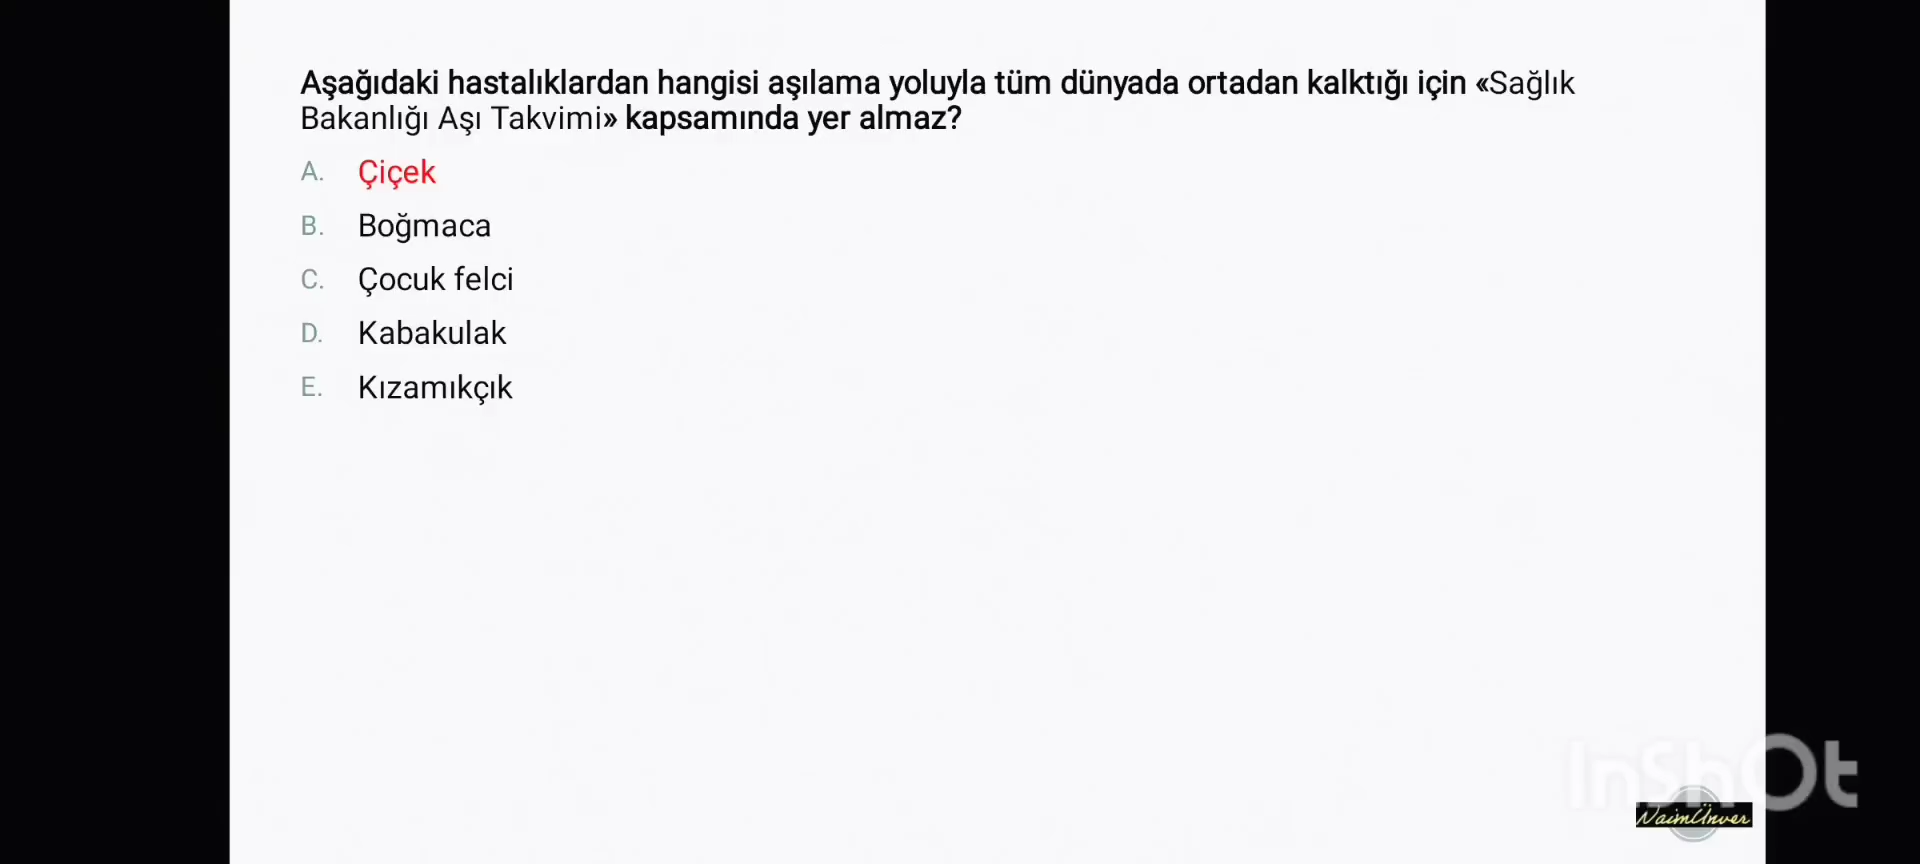 Aşağıdaki hastalıklardan hangisi aşılama yoluyla tüm dünyada ortadan kalktığı için «Sağlık
Bakanlığı Aşı Takvimi» kapsamında yer almaz?
A. Çiçek
B. Boğmaca
C. Çocuk felci
D. Kabakulak
E. Kızamıkçık
InShOt
NaimÜnver